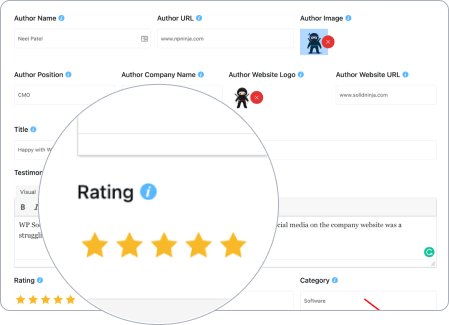 Author Name
Author URL
Author Image
Neel Patel
www.npninja.com
Author Position
Author Company Name
Author Website Logo
Author Website URL
CMO
www.solidninja.com
Title
Happy with W
Rating
Testimon
Visual
B I
WP Soc
cial media on the company website was a
struggli
Rating
Category
Software